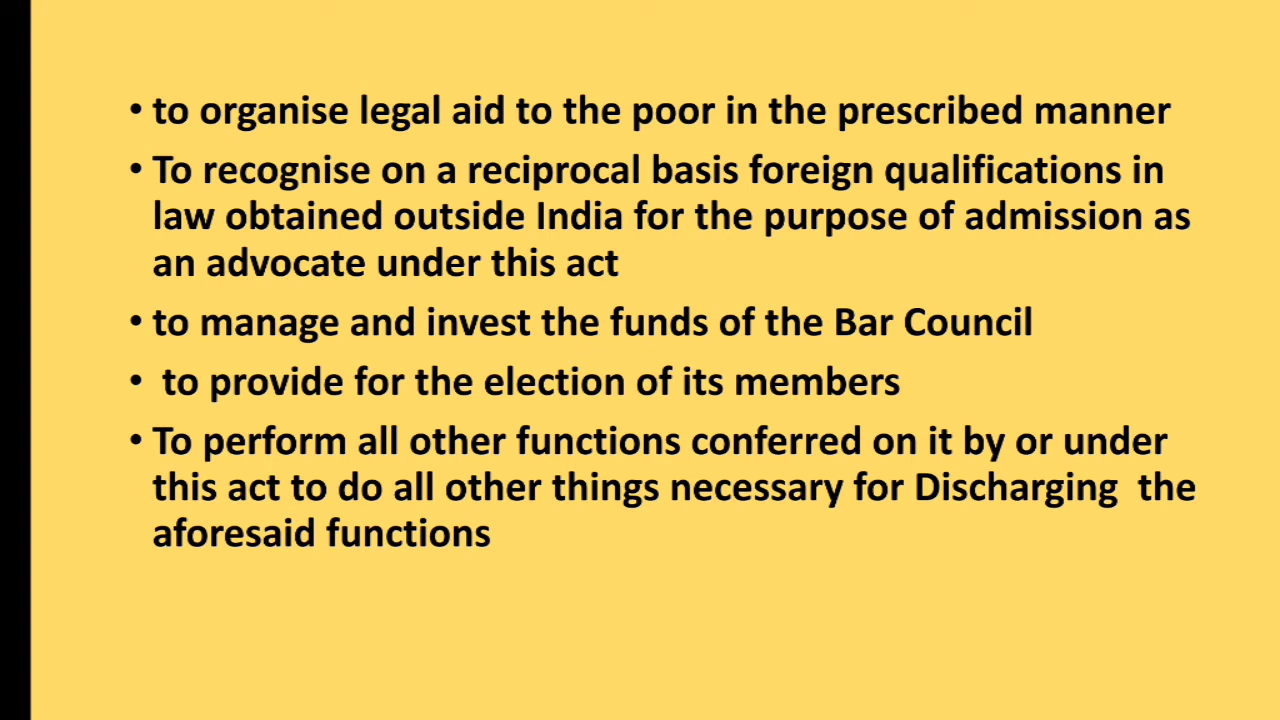 • to organise legal aid to the poor in the prescribed manner
• To recognise on a reciprocal basis foreign qualifications in
law obtained outside India for the purpose of admission as
an advocate under this act
• to manage and invest the funds of the Bar Council
• to provide for the election of its members
• To perform all other functions conferred on it by or under
this act to do all other things necessary for Discharging the
aforesaid functions